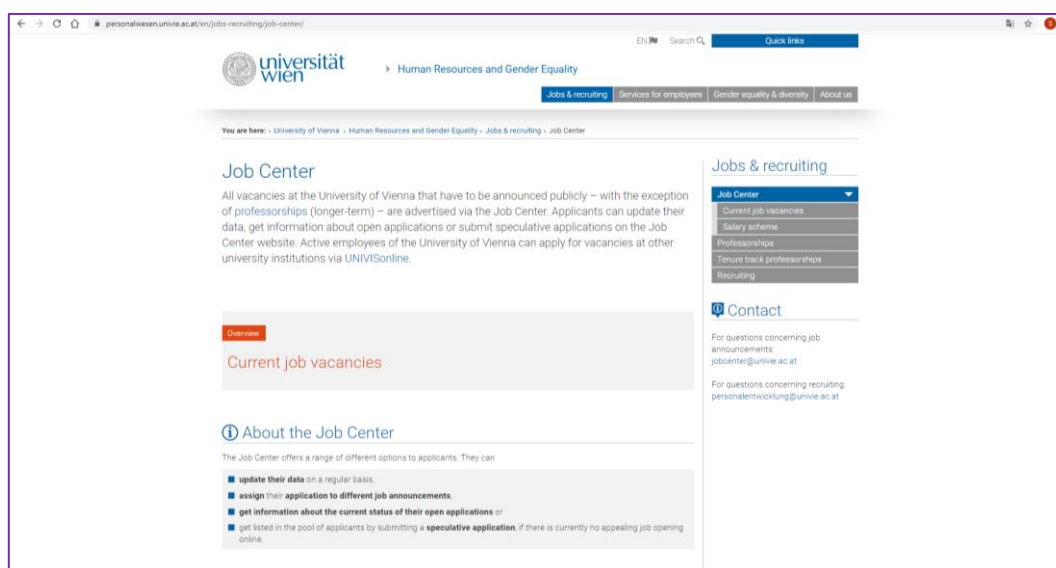 personalwesen.univie.ac.at/en/jobs-recruiting/job-center/
EN Search Quick links
universität
wien
Human Resources and Gender Equality
Jobs & recruiting Services for employees Gender equality & diversity About us
You are here: › University of Vienna › Human Resources and Gender Equality › Jobs & recruiting › Job Center
Job Center
All vacancies at the University of Vienna that have to be announced publicly – with the exception
of professorships (longer-term) – are advertised via the Job Center. Applicants can update their
data, get information about open applications or submit speculative applications on the Job
Center website. Active employees of the University of Vienna can apply for vacancies at other
university institutions via UNIVISonline.
Overview
Current job vacancies
About the Job Center
The Job Center offers a range of different options to applicants. They can
update their data on a regular basis,
assign their application to different job announcements,
get information about the current status of their open applications or
get listed in the pool of applicants by submitting a speculative application, if there is currently no appealing job opening
online.
Jobs & recruiting
Job Center
Current job vacancies
Salary scheme
Professorships
Tenure track professorships
Recruiting
Contact
For questions concerning job
announcements:
jobcenter@univie.ac.at
For questions concerning recruiting:
personalentwicklung@univie.ac.at